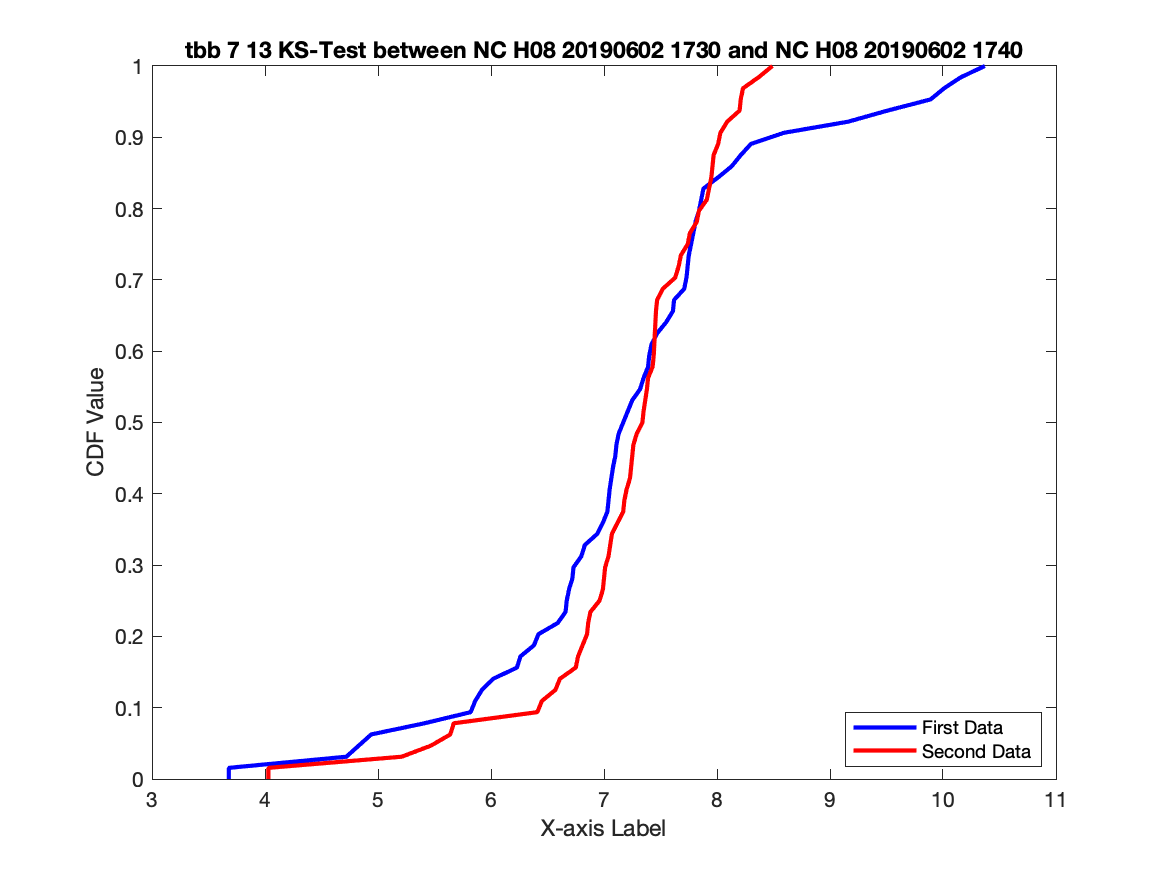 tbb 7 13 KS-Test between NC H08 20190602 1730 and NC H08 20190602 1740
1
0.9
0.8
0.7
0.6
0.5
0.4
0.3
0.2
0.1
0
CDF Value
First Data
Second Data
3 4 5 6 7 8 9 10 11
X-axis Label